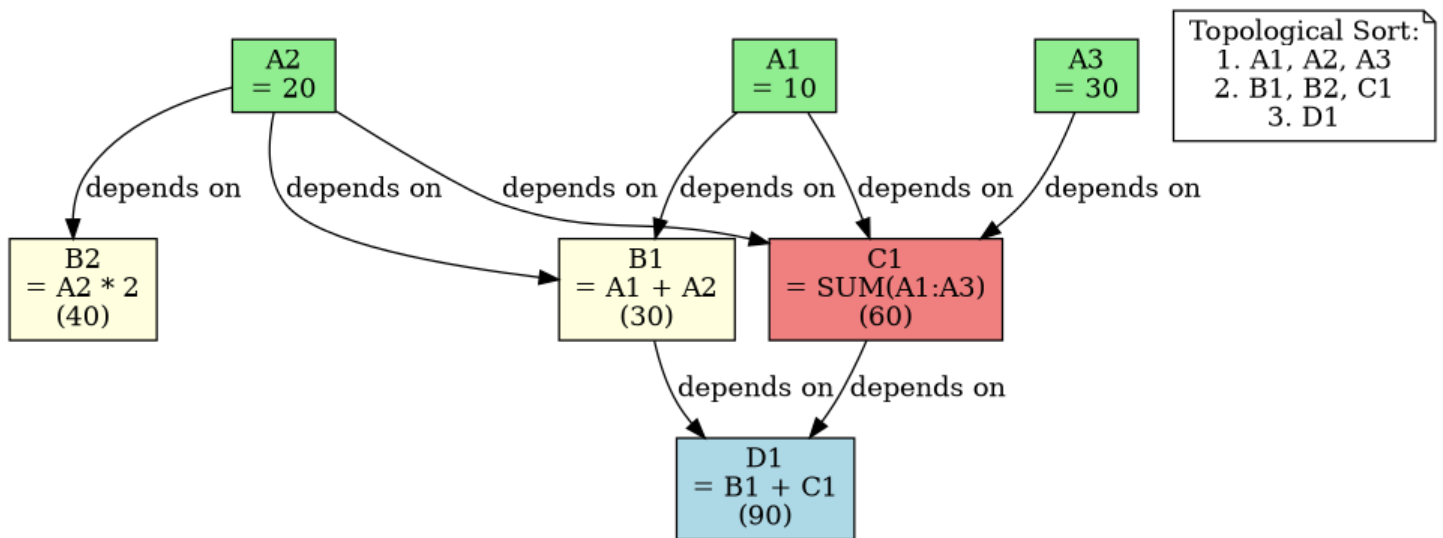 A2
= 20
A1
= 10
A3
= 30
Topological Sort:
1. A1, A2, A3
2. B1, B2, C1
3. D1
depends on
depends on
depends on
depends on
depends on
depends on
B2
= A2 * 2
(40)
B1
= A1 + A2
(30)
C1
= SUM(A1:A3)
(60)
depends on
depends on
D1
= B1 + C1
(90)